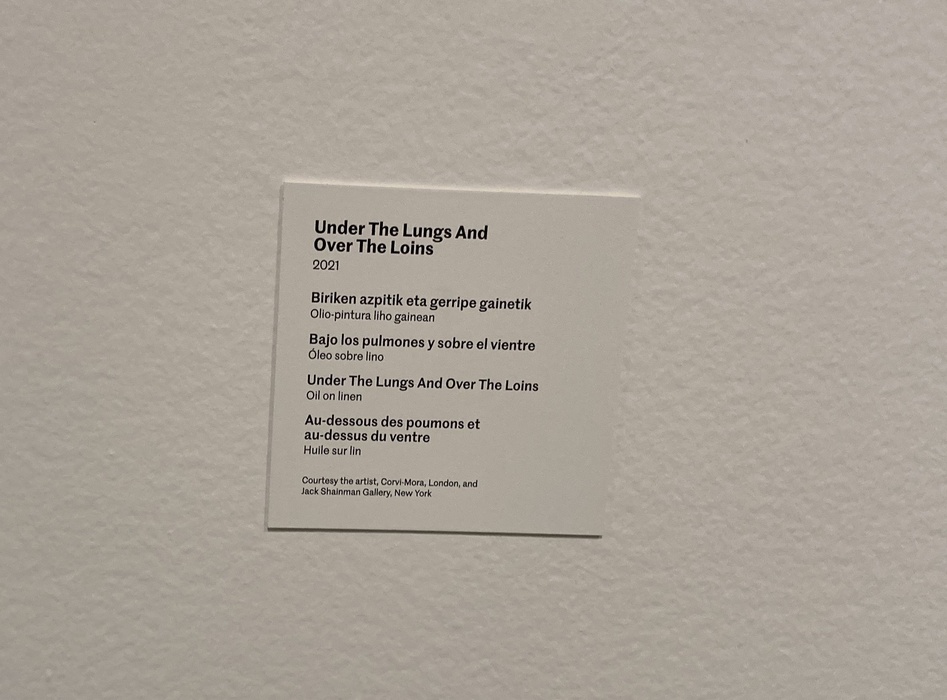 Under The Lungs And
Over The Loins
2021
Biriken azpitik eta gerripe gainetik
Olio-pintura liho gainean
Bajo los pulmones y sobre el vientre
Óleo sobre lino
Under The Lungs And Over The Loins
Oil on linen
Au-dessous des poumons et
au-dessus du ventre
Huile sur lin
Courtesy the artist, Corvi-Mora, London, and
Jack Shainman Gallery, New York